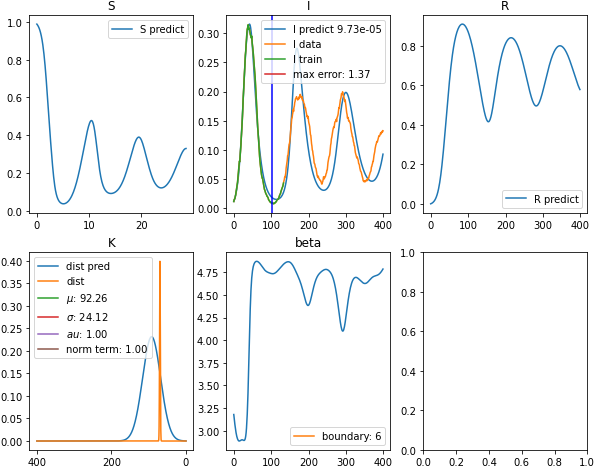 S
S predict
1.0
0.8
0.6
0.4
0.2
0.0
0 10 20
I
I predict 9.73e-05
I data
I train
max error: 1.37
0.30
0.25
0.20
0.15
0.10
0.05
0.00
0 100 200 300 400
R
R predict
0.8
0.6
0.4
0.2
0.0
0 100 200 300 400
K
dist pred
dist
μ: 92.26
σ: 24.12
au: 1.00
norm term: 1.00
0.40
0.35
0.30
0.25
0.20
0.15
0.10
0.05
0.00
400 200 0
beta
boundary: 6
4.75
4.50
4.25
4.00
3.75
3.50
3.25
3.00
0 100 200 300 400
1.0
0.8
0.6
0.4
0.2
0.0
0.0 0.2 0.4 0.6 0.8 1.0